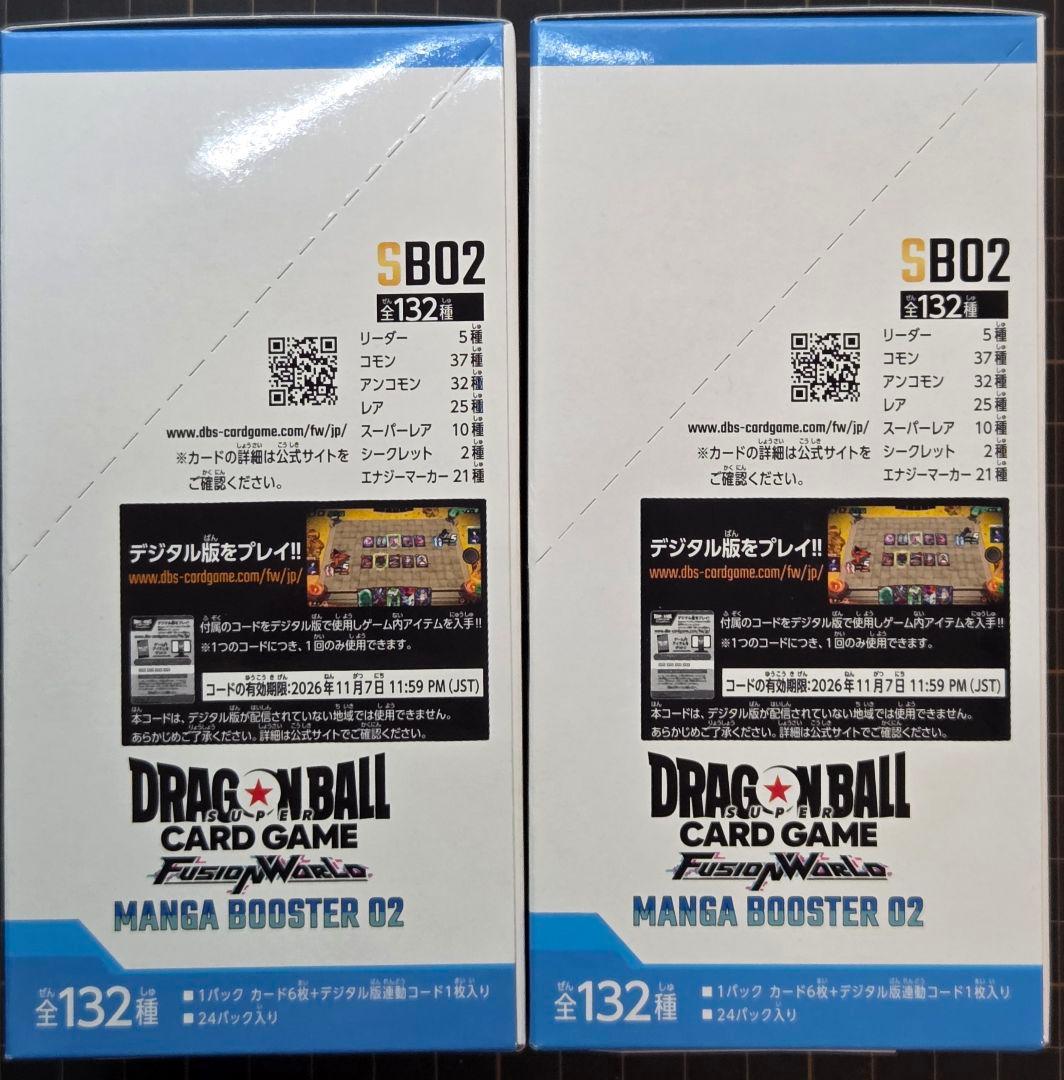 SB02
全132種
リーダー 5種
コモン 37種
アンコモン 32種
レア 25種
スーパーレア 10種
シークレット 2種
エナジーマーカー 21種
www.dbs-cardgame.com/fw/jp/
※カードの詳細は公式サイトを
ご確認ください。
デジタル版をプレイ!!
www.dbs-cardgame.com/fw/jp/
付属のコードをデジタル版で使用しゲーム内アイテムを入手!!
※1つのコードにつき、1回のみ使用できます。
コードの有効期限:2026年11月7日 11:59 PM (JST)
本コードは、デジタル版が配信されていない地域では使用できません。
あらかじめご了承ください。詳細は公式サイトでご確認ください。
DRAGON BALL
SUPER
CARD GAME
FUSION WORLD
MANGA BOOSTER 02
全132種
■1パック カード6枚+デジタル版連動コード1枚入り
■24パック入り
SB02
全132種
リーダー 5種
コモン 37種
アンコモン 32種
レア 25種
スーパーレア 10種
シークレット 2種
エナジーマーカー 21種
www.dbs-cardgame.com/fw/jp/
※カードの詳細は公式サイトを
ご確認ください。
デジタル版をプレイ!!
www.dbs-cardgame.com/fw/jp/
付属のコードをデジタル版で使用しゲーム内アイテムを入手!!
※1つのコードにつき、1回のみ使用できます。
コードの有効期限:2026年11月7日 11:59 PM (JST)
本コードは、デジタル版が配信されていない地域では使用できません。
あらかじめご了承ください。詳細は公式サイトでご確認ください。
DRAGON BALL
SUPER
CARD GAME
FUSION WORLD
MANGA BOOSTER 02
全132種
■1パック カード6枚+デジタル版連動コード1枚入り
■24パック入り